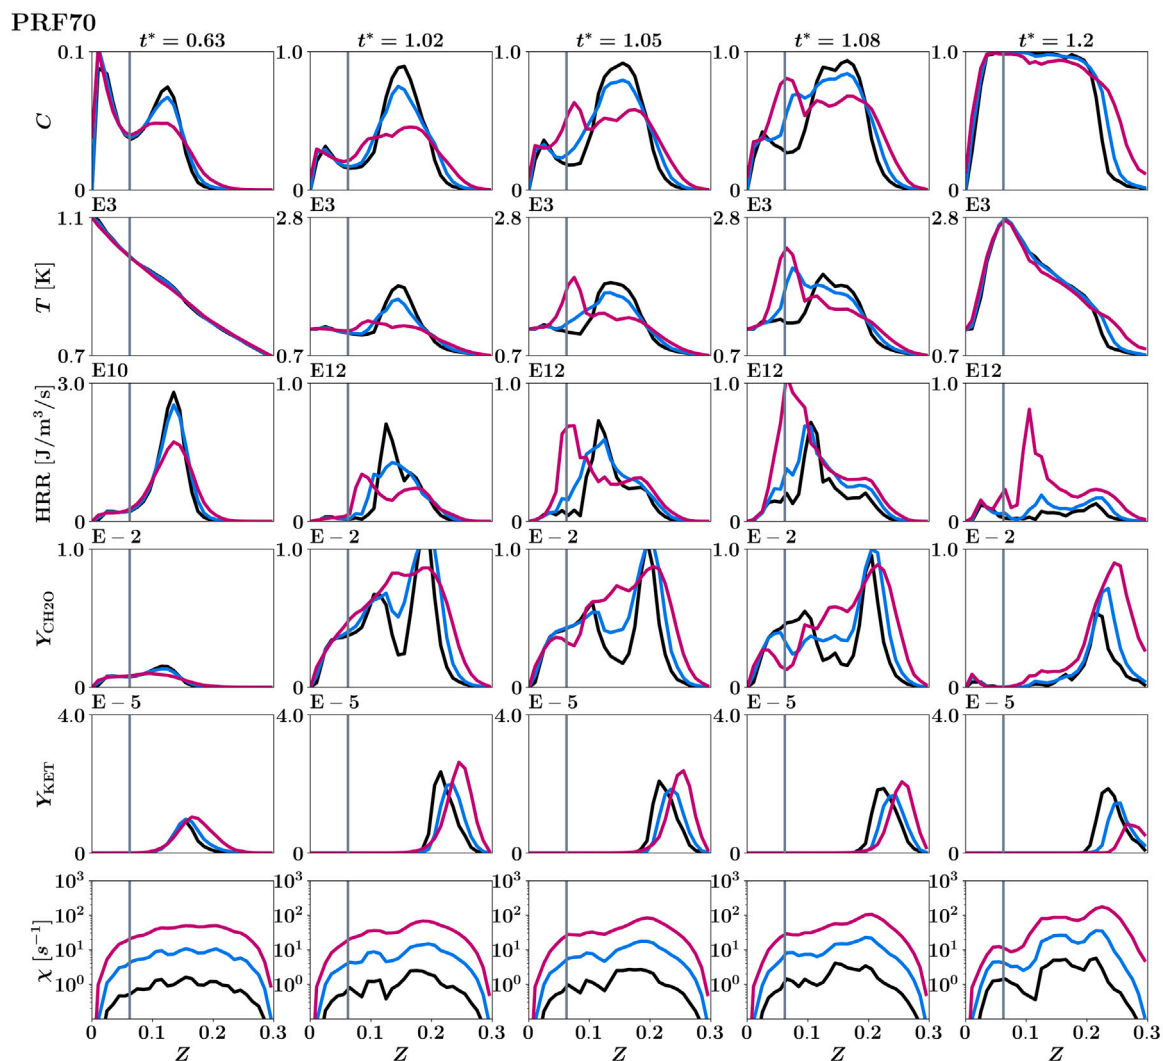 PRF70
t* = 0.63 t* = 1.02 t* = 1.05 t* = 1.08 t* = 1.2
0.1 1.0 1.0 1.0 1.0
C
0 0 0 0 0
E3 E3 E3 E3 E3
1.1 2.8 2.8 2.8 2.8
T [K]
0.7 0.7 0.7 0.7 0.7
E10 E12 E12 E12 E12
3.0 1.0 1.0 1.0 1.0
HRR [J/m³/s]
0 0 0 0 0
E − 2 E − 2 E − 2 E − 2 E − 2
1.0 1.0 1.0 1.0
Y_CH2O
0 0 0 0 0
E − 5 E − 5 E − 5 E − 5 E − 5
4.0 4.0 4.0 4.0
Y_KET
0 0 0 0 0
10³ 10³ 10³ 10³ 10³
10² 10² 10² 10² 10²
χ [s⁻¹]
10¹ 10¹ 10¹ 10¹ 10¹
10⁰ 10⁰ 10⁰ 10⁰ 10⁰
0 0.1 0.2 0.3 0 0.1 0.2 0.3 0 0.1 0.2 0.3 0 0.1 0.2 0.3 0 0.1 0.2 0.3
Z Z Z Z Z